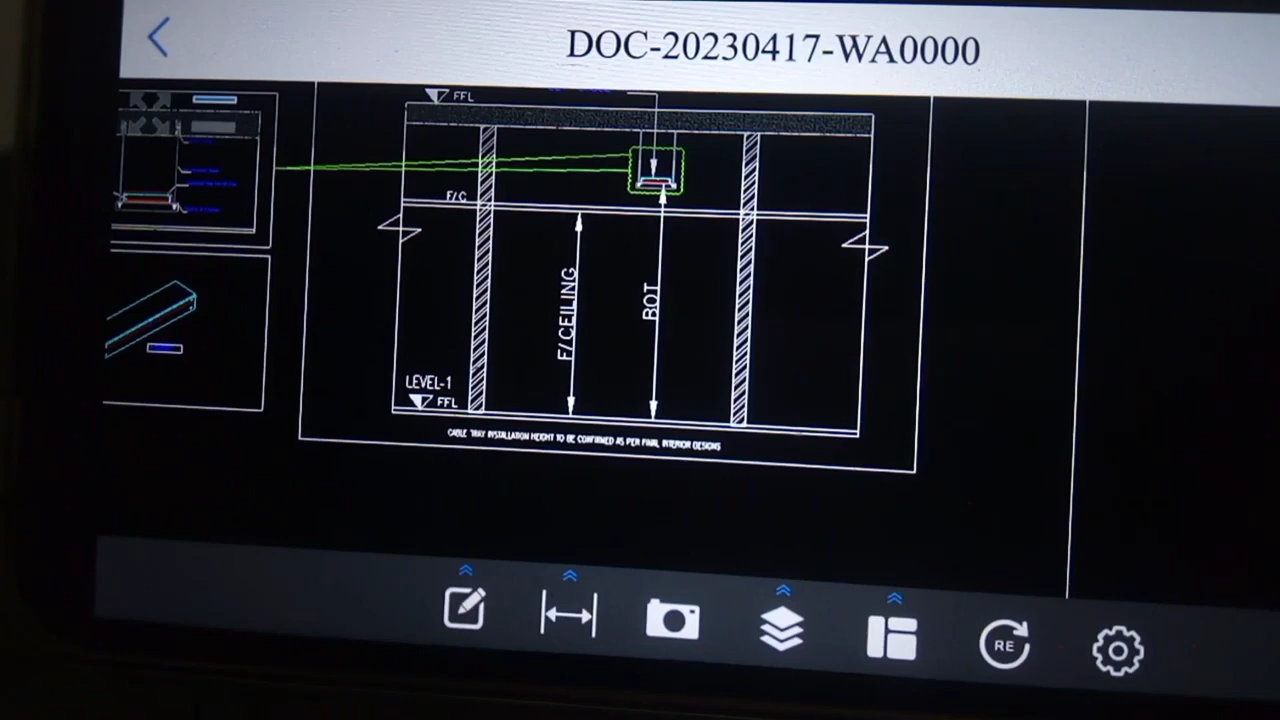 DOC-20230417-WA0000
FFL
F/C
F/CEILING
BOT
LEVEL-1
FFL
CABLE TRAY INSTALLATION HEIGHT TO BE CONFIRMED AS PER FINAL INTERIOR DESIGNS
RE